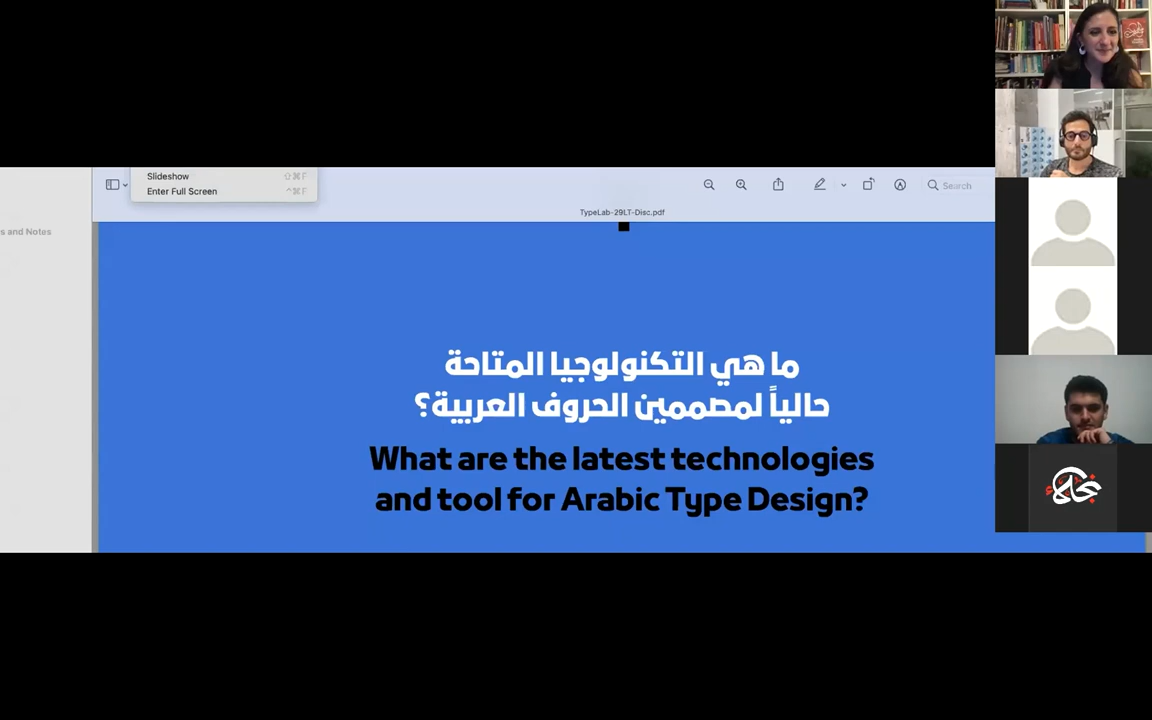 Slideshow ⇧⌘F
Enter Full Screen ^⌘F
Search
TypeLab-29LT-Disc.pdf
s and Notes
ما هي التكنولوجيا المتاحة
حالياً لمصممين الحروف العربية؟
What are the latest technologies
and tool for Arabic Type Design?